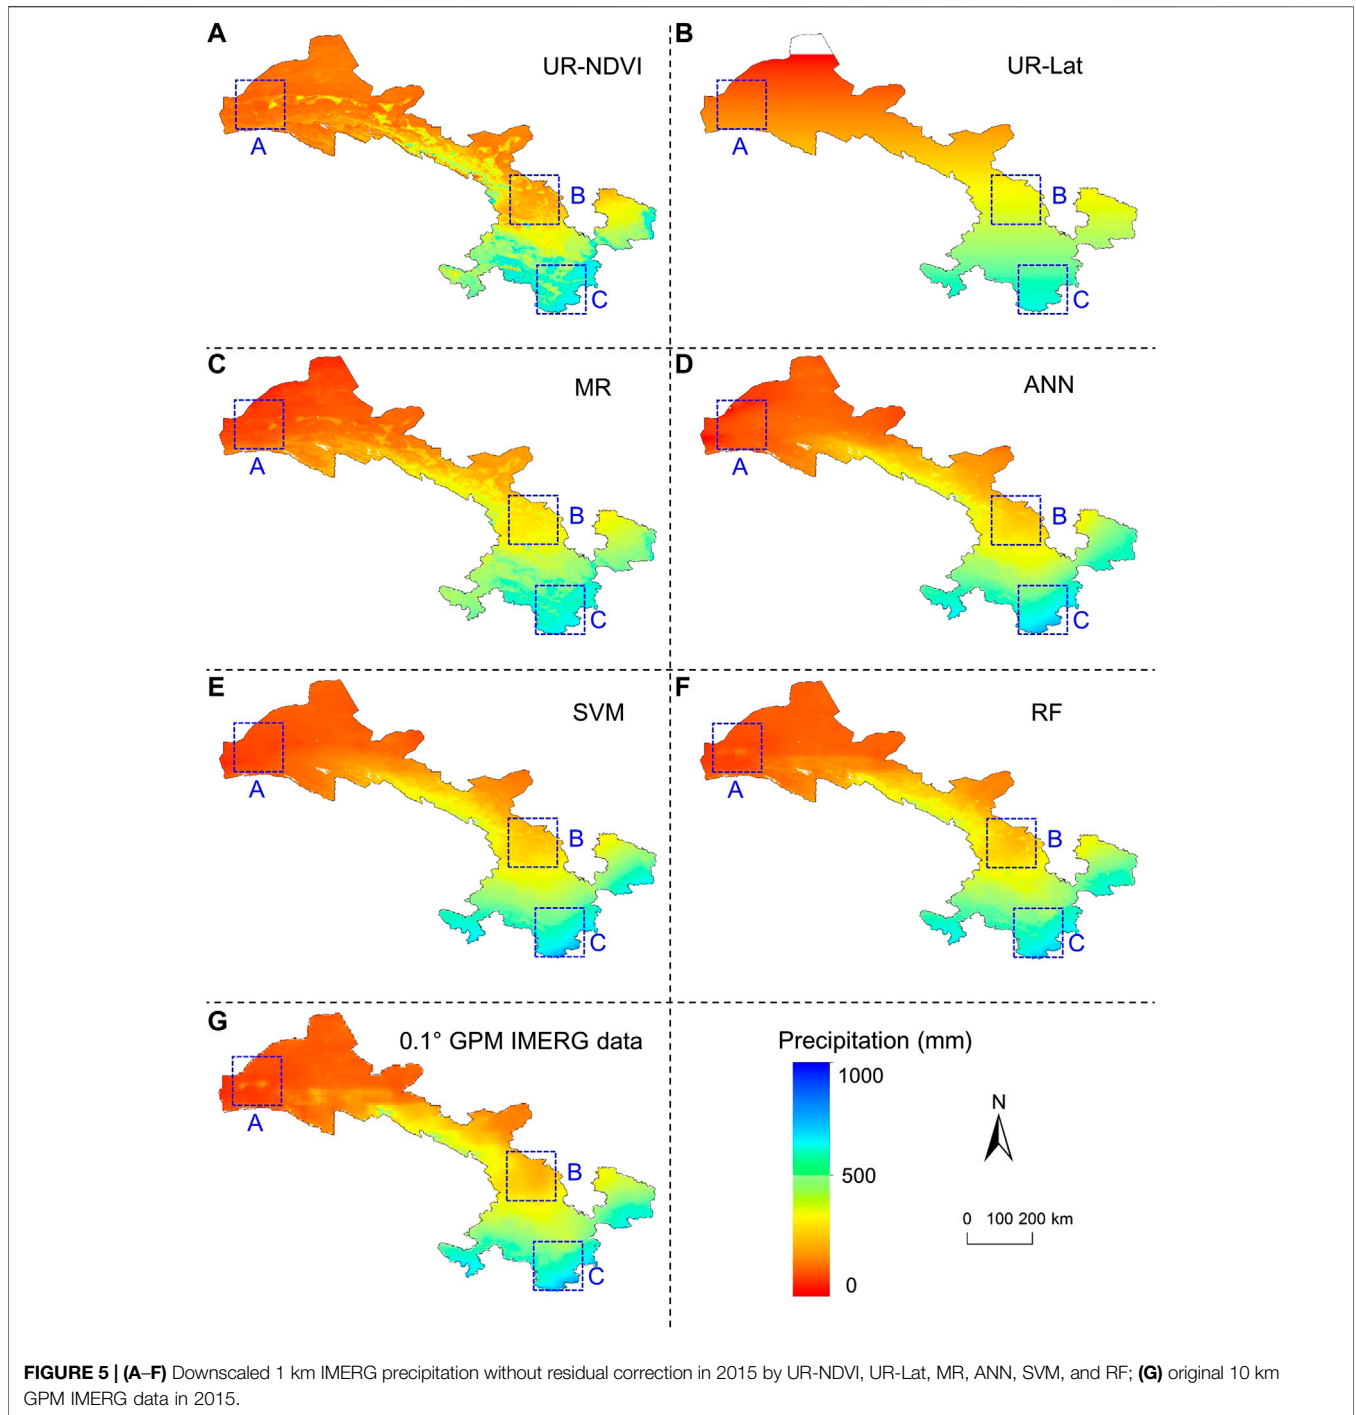 A
UR-NDVI
A
B
C
B
UR-Lat
A
B
C
C
MR
A
B
C
D
ANN
A
B
C
E
SVM
A
B
C
F
RF
A
B
C
G
0.1° GPM IMERG data
A
B
C
Precipitation (mm)
1000
500
0
N
0 100 200 km
FIGURE 5 | (A–F) Downscaled 1 km IMERG precipitation without residual correction in 2015 by UR-NDVI, UR-Lat, MR, ANN, SVM, and RF; (G) original 10 km
GPM IMERG data in 2015.